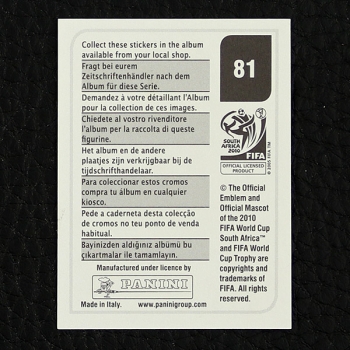 Collect these stickers in the album
available from your local shop.
Fragt bei eurem
Zeitschriftenhändler nach dem
Album für diese Serie.
Demandez à votre détaillant l'Album
pour la collection de ces images.
Chiedete al vostro rivenditore
l'album per la raccolta di queste
figurine.
Het album en de andere
plaatjes zijn verkrijgbaar bij de
tijdschrifthandelaar.
Para coleccionar estos cromos
compra tu álbum en cualquier
kiosco.
Pede a caderneta desta colecção
de cromos no teu ponto de venda
habitual.
Bayinizden aldığınız albümü bu
çıkartmalar ile tamamlayın.
Manufactured under licence by
PANINI
Made in Italy. www.paninigroup.com
81
SOUTH AFRICA
2010
FIFA
OFFICIAL LICENSED
PRODUCT
© 2005 FIFA TM
© The Official
Emblem and
Official Mascot
of the 2010
FIFA World Cup
South Africa™
and FIFA World
Cup Trophy are
copyrights and
trademarks of
FIFA. All rights
reserved.